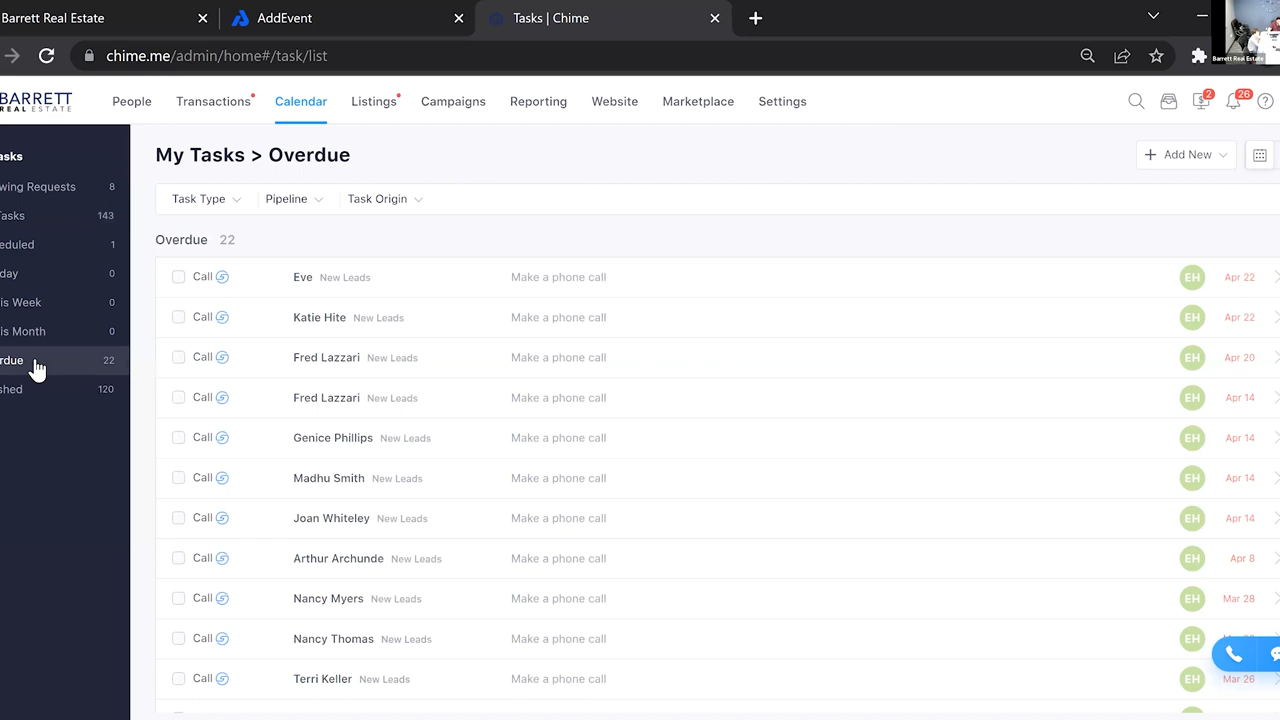 Barrett Real Estate
AddEvent
Tasks | Chime
chime.me/admin/home#/task/list
Barrett Real Estate
BARRETT
REAL ESTATE
People
Transactions
Calendar
Listings
Campaigns
Reporting
Website
Marketplace
Settings
2
26
asks
wing Requests 8
Tasks 143
eduled 1
day 0
is Week 0
is Month 0
rdue 22
shed 120
My Tasks > Overdue
Add New
Task Type
Pipeline
Task Origin
Overdue 22
Call Eve New Leads Make a phone call EH Apr 22
Call Katie Hite New Leads Make a phone call EH Apr 22
Call Fred Lazzari New Leads Make a phone call EH Apr 20
Call Fred Lazzari New Leads Make a phone call EH Apr 14
Call Genice Phillips New Leads Make a phone call EH Apr 14
Call Madhu Smith New Leads Make a phone call EH Apr 14
Call Joan Whiteley New Leads Make a phone call EH Apr 14
Call Arthur Archunde New Leads Make a phone call EH Apr 8
Call Nancy Myers New Leads Make a phone call EH Mar 28
Call Nancy Thomas New Leads Make a phone call EH
Call Terri Keller New Leads Make a phone call EH Mar 26